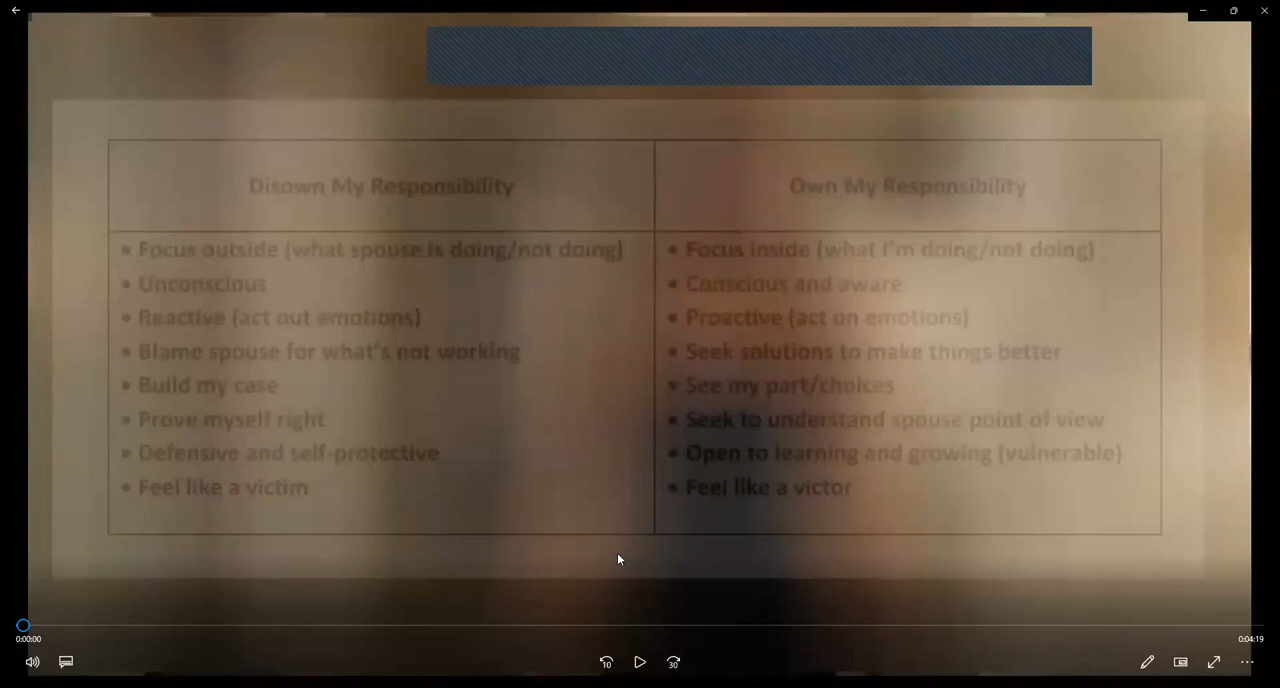 Disown My Responsibility
Own My Responsibility
• Focus outside (what spouse is doing/not doing)
• Unconscious
• Reactive (act out emotions)
• Blame spouse for what's not working
• Build my case
• Prove myself right
• Defensive and self-protective
• Feel like a victim
• Focus inside (what I'm doing/not doing)
• Conscious and aware
• Proactive (act on emotions)
• Seek solutions to make things better
• See my part/choices
• Seek to understand spouse point of view
• Open to learning and growing (vulnerable)
• Feel like a victor
0:00:00
0:04:19
10
30